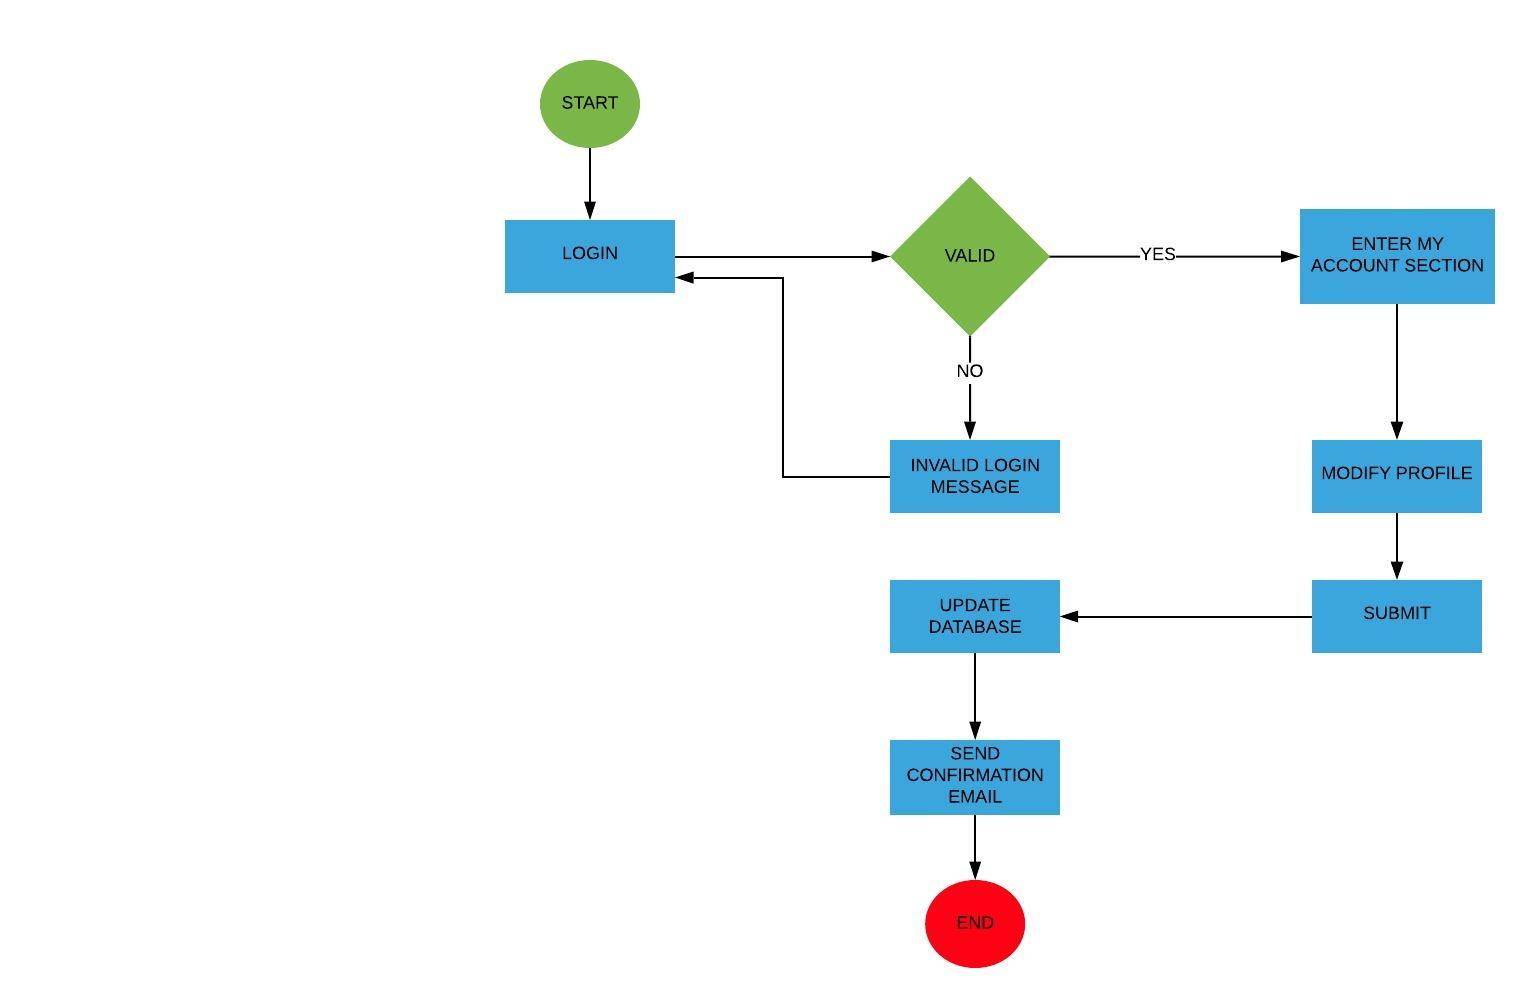 START
LOGIN
VALID
YES
ENTER MY
ACCOUNT SECTION
NO
INVALID LOGIN
MESSAGE
MODIFY PROFILE
SUBMIT
UPDATE
DATABASE
SEND
CONFIRMATION
EMAIL
END